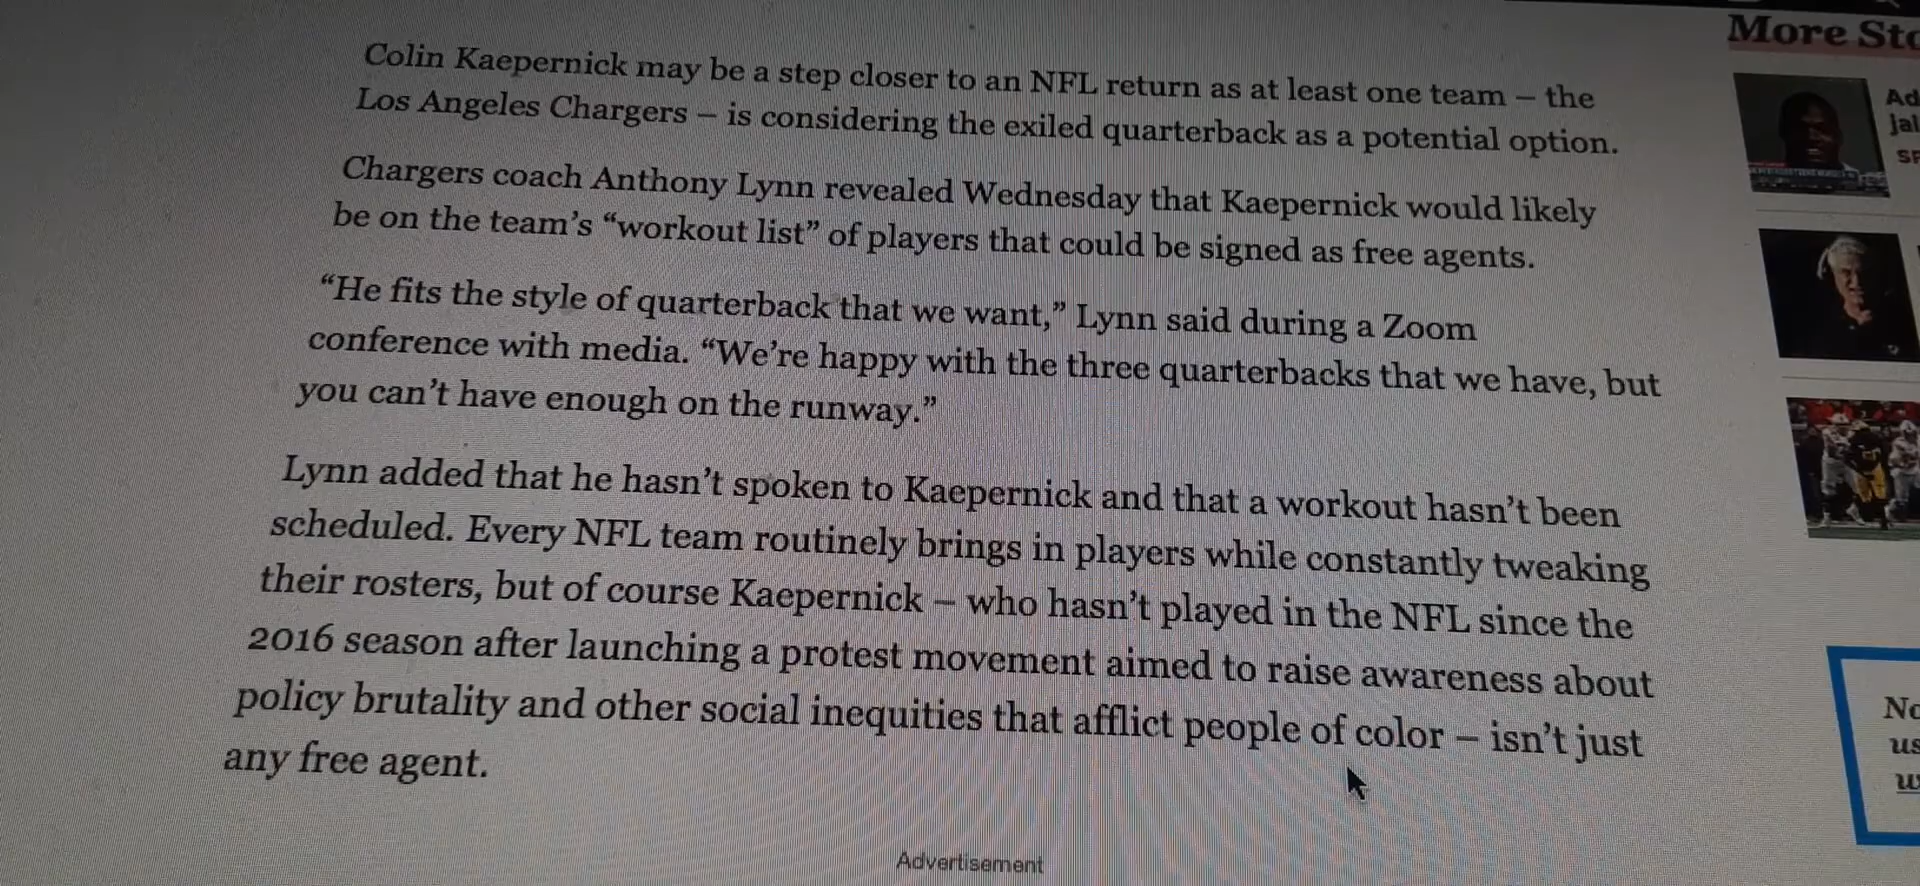 More Sto
Colin Kaepernick may be a step closer to an NFL return as at least one team – the
Los Angeles Chargers – is considering the exiled quarterback as a potential option.
Chargers coach Anthony Lynn revealed Wednesday that Kaepernick would likely
be on the team’s “workout list” of players that could be signed as free agents.
“He fits the style of quarterback that we want,” Lynn said during a Zoom
conference with media. “We’re happy with the three quarterbacks that we have, but
you can’t have enough on the runway.”
Lynn added that he hasn’t spoken to Kaepernick and that a workout hasn’t been
scheduled. Every NFL team routinely brings in players while constantly tweaking
their rosters, but of course Kaepernick – who hasn’t played in the NFL since the
2016 season after launching a protest movement aimed to raise awareness about
policy brutality and other social inequities that afflict people of color – isn’t just
any free agent.
Advertisement
Ad
Jal
SP
No
us